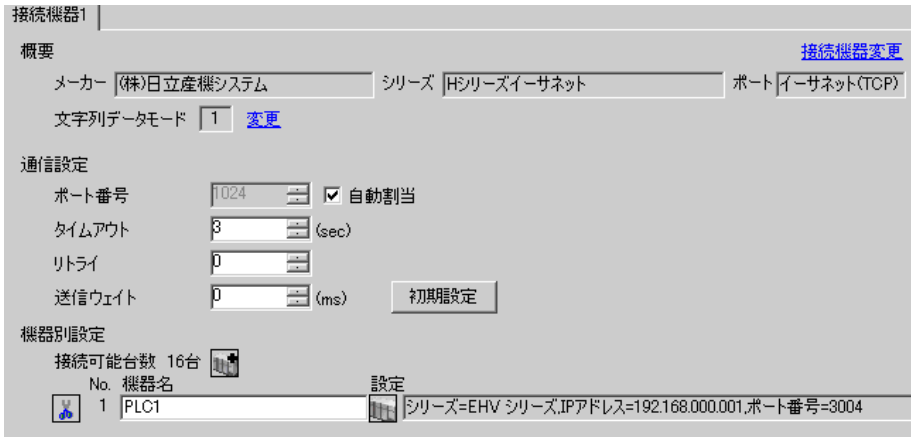 接続機器1
概要 接続機器変更
メーカー (株)日立産機システム シリーズ Hシリーズイーサネット ポート イーサネット(TCP)
文字列データモード 1 変更
通信設定
ポート番号 1024 自動割当
タイムアウト 3 (sec)
リトライ 0
送信ウェイト 0 (ms) 初期設定
機器別設定
接続可能台数 16台
No. 機器名 設定
1 PLC1 シリーズ=EHV シリーズ,IPアドレス=192.168.000.001,ポート番号=3004